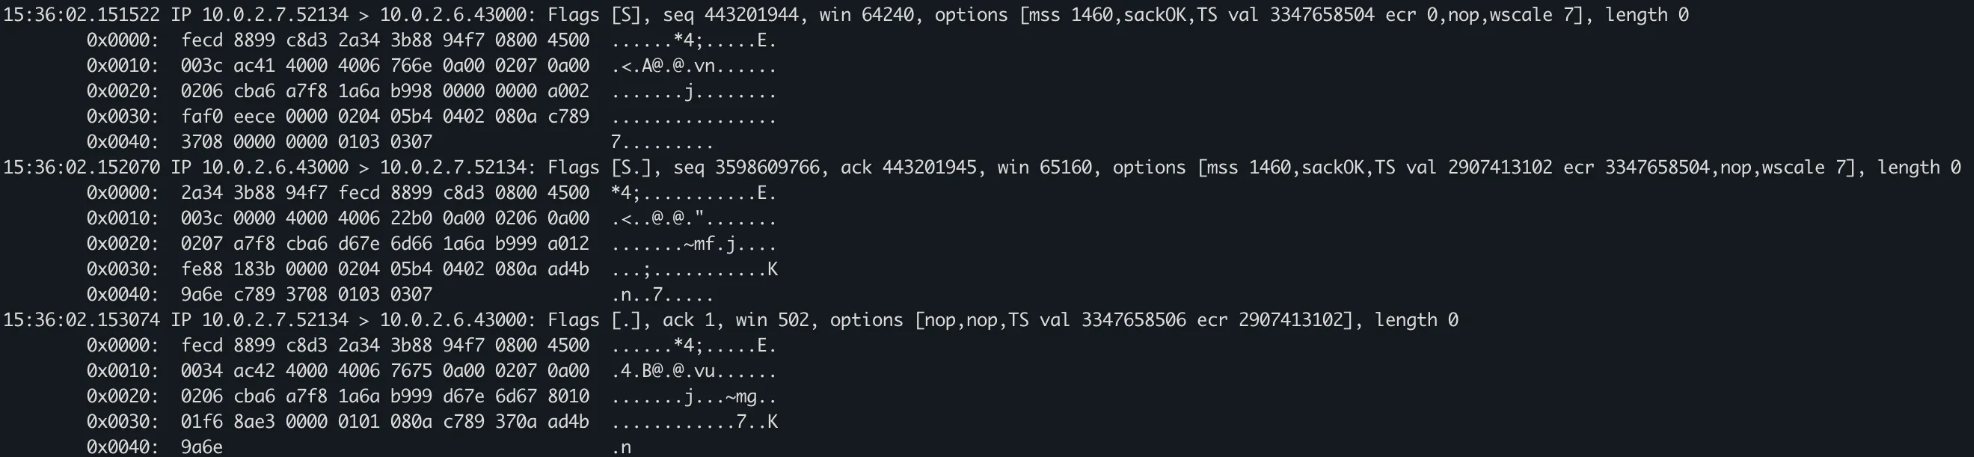 15:36:02.151522 IP 10.0.2.7.52134 > 10.0.2.6.43000: Flags [S], seq 443201944, win 64240, options [mss 1460,sackOK,TS val 3347658504 ecr 0,nop,wscale 7], length 0
0x0000:  fecd 8899 c8d3 2a34 3b88 94f7 0800 4500  ......*4;.....E.
0x0010:  003c ac41 4000 4006 766e 0a00 0207 0a00  .<.A@.@.vn......
0x0020:  0206 cba6 a7f8 1a6a b998 0000 0000 a002  .......j........
0x0030:  faf0 eece 0000 0204 05b4 0402 080a c789  ................
0x0040:  3708 0000 0000 0103 0307  7.........
15:36:02.152070 IP 10.0.2.6.43000 > 10.0.2.7.52134: Flags [S.], seq 3598609766, ack 443201945, win 65160, options [mss 1460,sackOK,TS val 2907413102 ecr 3347658504,nop,wscale 7], length 0
0x0000:  2a34 3b88 94f7 fecd 8899 c8d3 0800 4500  *4;...........E.
0x0010:  003c 0000 4000 4006 22b0 0a00 0206 0a00  .<..@.@.".......
0x0020:  0207 a7f8 cba6 d67e 6d66 1a6a b999 a012  .......~mf.j....
0x0030:  fe88 183b 0000 0204 05b4 0402 080a ad4b  ...;...........K
0x0040:  9a6e c789 3708 0103 0307  .n..7.....
15:36:02.153074 IP 10.0.2.7.52134 > 10.0.2.6.43000: Flags [.], ack 1, win 502, options [nop,nop,TS val 3347658506 ecr 2907413102], length 0
0x0000:  fecd 8899 c8d3 2a34 3b88 94f7 0800 4500  ......*4;.....E.
0x0010:  0034 ac42 4000 4006 7675 0a00 0207 0a00  .4.B@.@.vu......
0x0020:  0206 cba6 a7f8 1a6a b999 d67e 6d67 8010  .......j...~mg..
0x0030:  01f6 8ae3 0000 0101 080a c789 370a ad4b  ............7..K
0x0040:  9a6e  .n